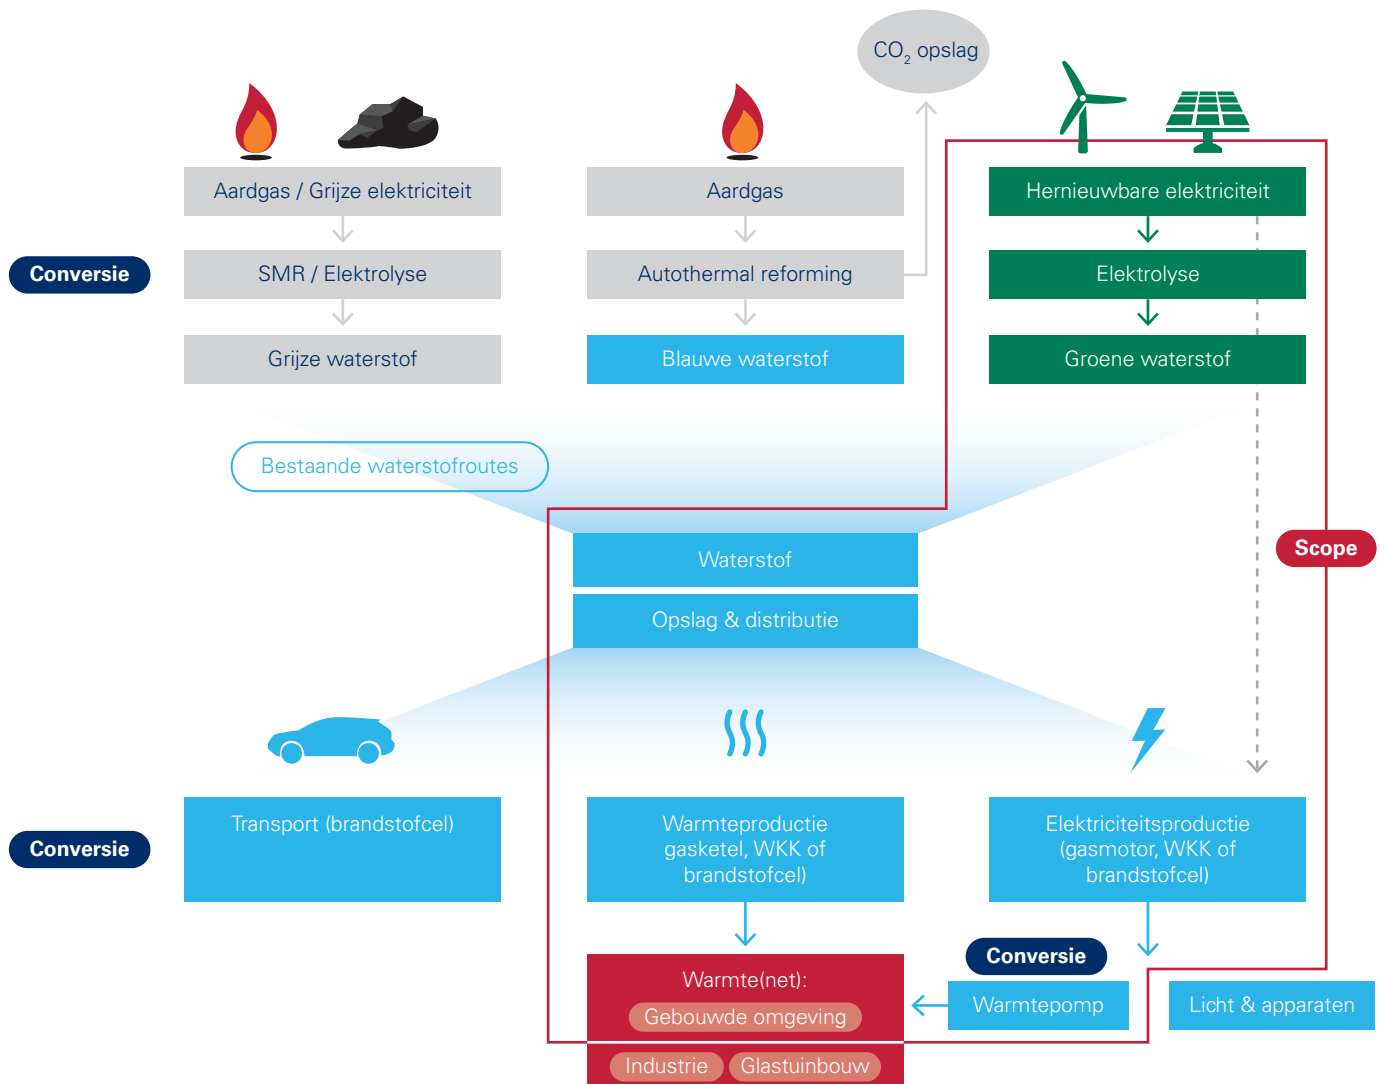 CO2 opslag
Aardgas / Grijze elektriciteit
Aardgas
Hernieuwbare elektriciteit
Conversie
SMR / Elektrolyse
Autothermal reforming
Elektrolyse
Grijze waterstof
Blauwe waterstof
Groene waterstof
Bestaande waterstofroutes
Waterstof
Scope
Opslag & distributie
Conversie
Transport (brandstofcel)
Warmteproductie
gasketel, WKK of
brandstofcel)
Elektriciteitsproductie
(gasmotor, WKK of
brandstofcel)
Conversie
Warmte(net):
Gebouwde omgeving
Warmtepomp
Licht & apparaten
Industrie
Glastuinbouw